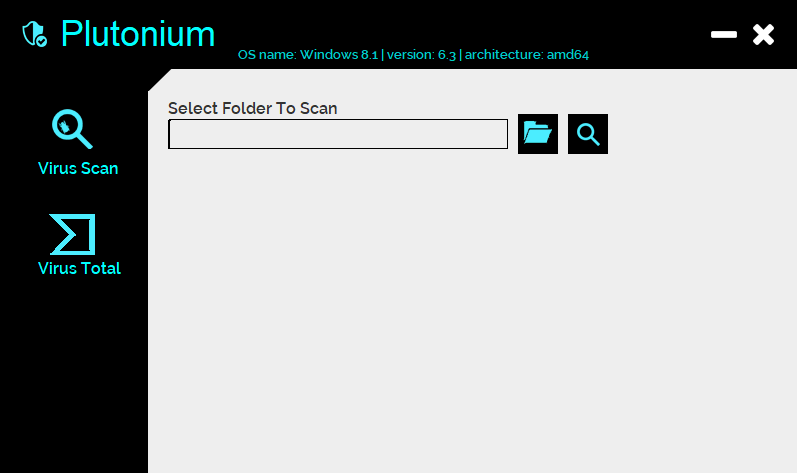 Plutonium
OS name: Windows 8.1 | version: 6.3 | architecture: amd64
Select Folder To Scan
Virus Scan
Virus Total